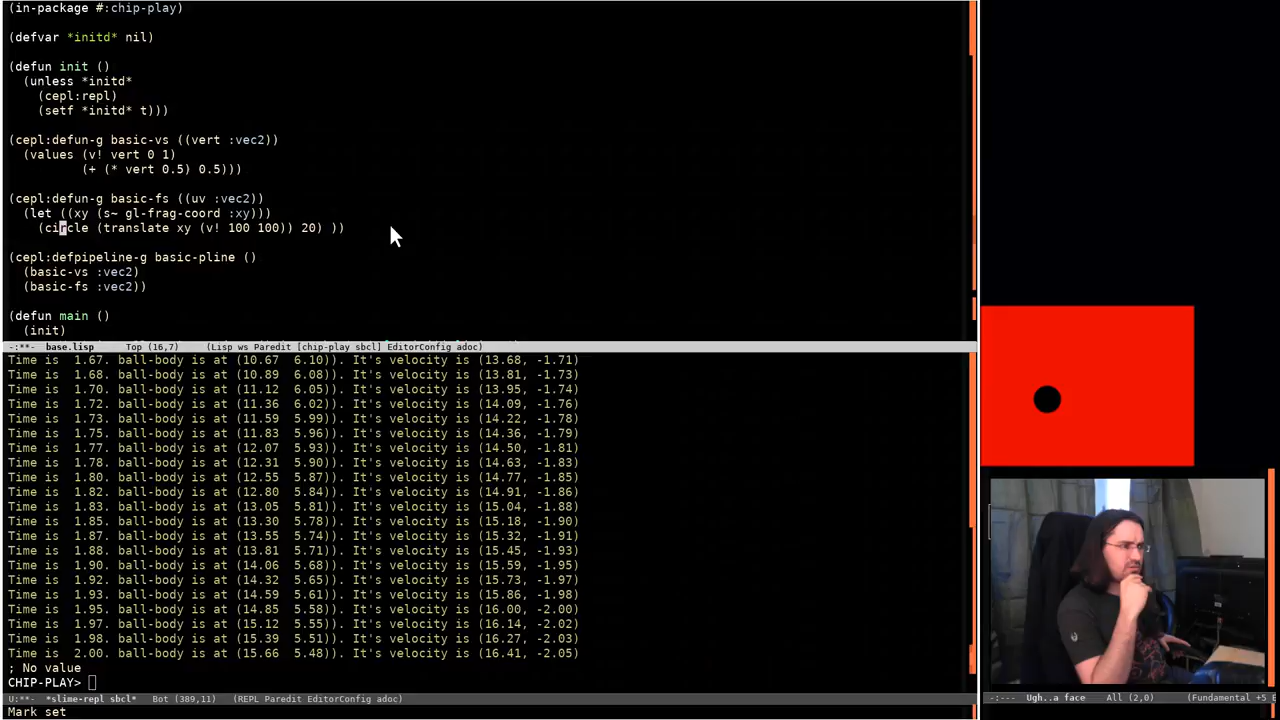 (in-package #:chip-play)
(defvar *initd* nil)
(defun init ()
(unless *initd*
(cepl:repl)
(setf *initd* t)))
(cepl:defun-g basic-vs ((vert :vec2))
(values (v! vert 0 1)
(+ (* vert 0.5) 0.5)))
(cepl:defun-g basic-fs ((uv :vec2))
(let ((xy (s~ gl-frag-coord :xy)))
(circle (translate xy (v! 100 100)) 20) ))
(cepl:defpipeline-g basic-pline ()
(basic-vs :vec2)
(basic-fs :vec2))
(defun main ()
(init)
-:**- base.lisp Top (16,7) (Lisp ws Paredit [chip-play sbcl] EditorConfig adoc)
Time is 1.67. ball-body is at (10.67 6.10)). It's velocity is (13.68, -1.71)
Time is 1.68. ball-body is at (10.89 6.08)). It's velocity is (13.81, -1.73)
Time is 1.70. ball-body is at (11.12 6.05)). It's velocity is (13.95, -1.74)
Time is 1.72. ball-body is at (11.36 6.02)). It's velocity is (14.09, -1.76)
Time is 1.73. ball-body is at (11.59 5.99)). It's velocity is (14.22, -1.78)
Time is 1.75. ball-body is at (11.83 5.96)). It's velocity is (14.36, -1.79)
Time is 1.77. ball-body is at (12.07 5.93)). It's velocity is (14.50, -1.81)
Time is 1.78. ball-body is at (12.31 5.90)). It's velocity is (14.63, -1.83)
Time is 1.80. ball-body is at (12.55 5.87)). It's velocity is (14.77, -1.85)
Time is 1.82. ball-body is at (12.80 5.84)). It's velocity is (14.91, -1.86)
Time is 1.83. ball-body is at (13.05 5.81)). It's velocity is (15.04, -1.88)
Time is 1.85. ball-body is at (13.30 5.78)). It's velocity is (15.18, -1.90)
Time is 1.87. ball-body is at (13.55 5.74)). It's velocity is (15.32, -1.91)
Time is 1.88. ball-body is at (13.81 5.71)). It's velocity is (15.45, -1.93)
Time is 1.90. ball-body is at (14.06 5.68)). It's velocity is (15.59, -1.95)
Time is 1.92. ball-body is at (14.32 5.65)). It's velocity is (15.73, -1.97)
Time is 1.93. ball-body is at (14.59 5.61)). It's velocity is (15.86, -1.98)
Time is 1.95. ball-body is at (14.85 5.58)). It's velocity is (16.00, -2.00)
Time is 1.97. ball-body is at (15.12 5.55)). It's velocity is (16.14, -2.02)
Time is 1.98. ball-body is at (15.39 5.51)). It's velocity is (16.27, -2.03)
Time is 2.00. ball-body is at (15.66 5.48)). It's velocity is (16.41, -2.05)
; No value
CHIP-PLAY>
U:**- *slime-repl sbcl* Bot (389,11) (REPL Paredit EditorConfig adoc)
-:--- Ugh..a face All (2,0) (Fundamental +5 E
Mark set